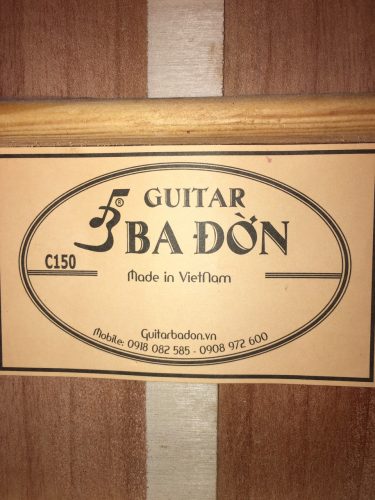 GUITAR
®
BA ĐỜN
C150
Made in VietNam
Guitarbadon.vn
Mobile: 0918 082 585 - 0908 972 600